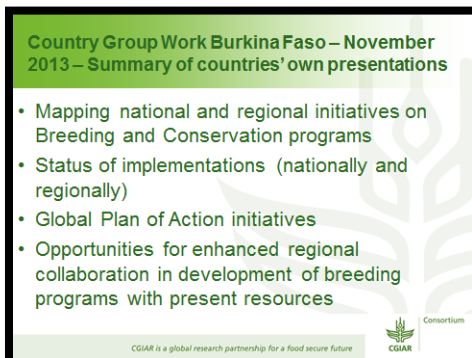 Country Group Work Burkina Faso – November
2013 – Summary of countries' own presentations
• Mapping national and regional initiatives on
Breeding and Conservation programs
• Status of implementations (nationally and
regionally)
• Global Plan of Action initiatives
• Opportunities for enhanced regional
collaboration in development of breeding
programs with present resources
CGIAR is a global research partnership for a food secure future
CGIAR
Consortium